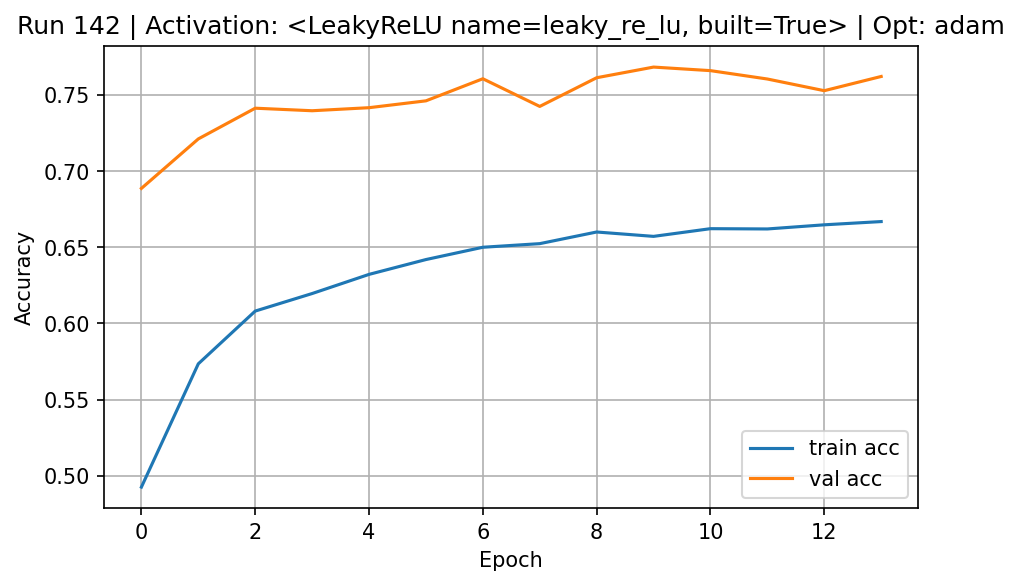 Run 142 | Activation: <LeakyReLU name=leaky_re_lu, built=True> | Opt: adam
Accuracy
0.75
0.70
0.65
0.60
0.55
0.50
train acc
val acc
0 2 4 6 8 10 12
Epoch